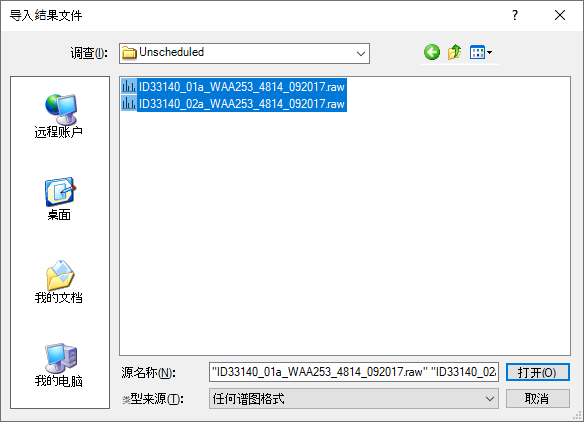 导入结果文件
调查(I):
Unscheduled
ID33140_01a_WAA253_4814_092017.raw
ID33140_02a_WAA253_4814_092017.raw
远程账户
桌面
我的文档
我的电脑
源名称(N):
"ID33140_01a_WAA253_4814_092017.raw" "ID33140_02a
打开(O)
类型来源(T):
任何谱图格式
取消